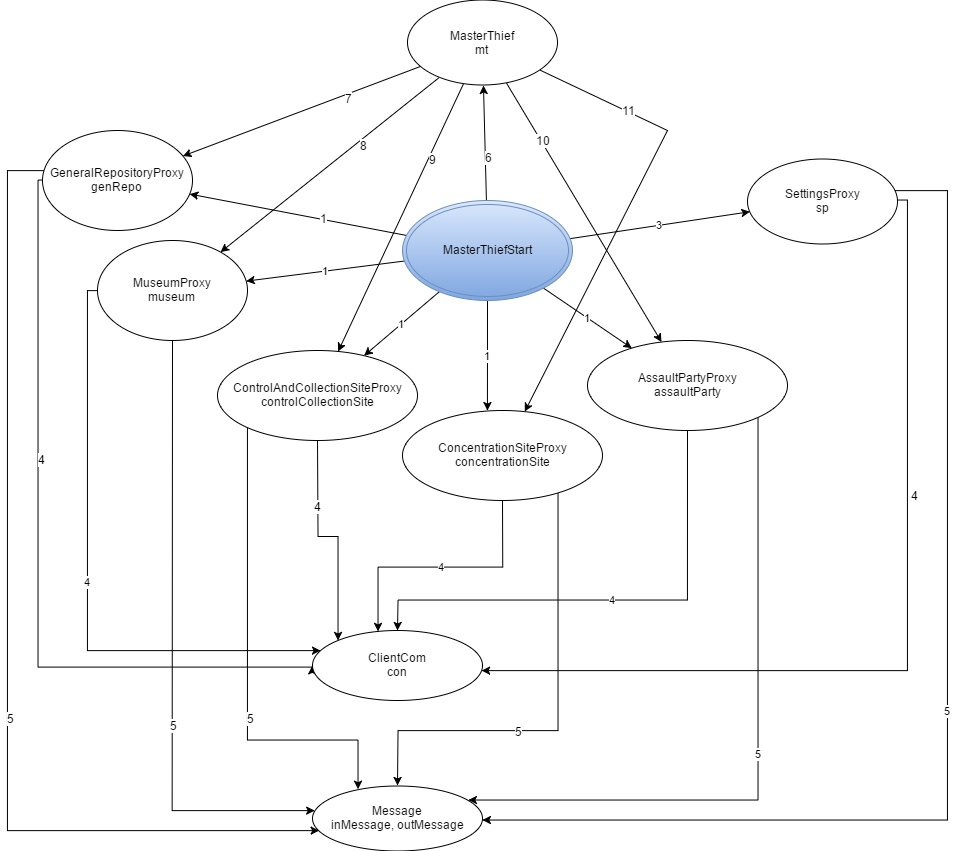 MasterThief
mt
7
8
9
6
10
11
GeneralRepositoryProxy
genRepo
1
3
SettingsProxy
sp
MasterThiefStart
1
MuseumProxy
museum
1
1
1
ControlAndCollectionSiteProxy
controlCollectionSite
AssaultPartyProxy
assaultParty
ConcentrationSiteProxy
concentrationSite
4
4
4
4
4
4
ClientCom
con
5
5
5
5
5
5
Message
inMessage, outMessage